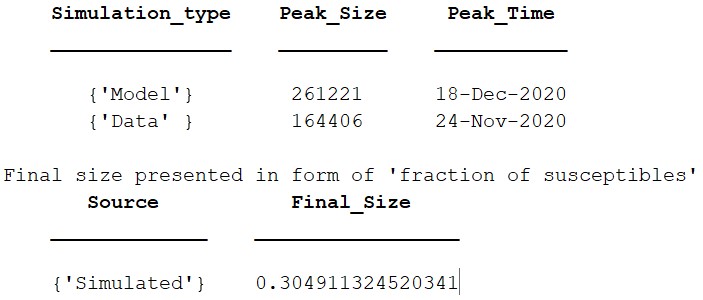 Simulation_type Peak_Size Peak_Time
{'Model'} 261221 18-Dec-2020
{'Data' } 164406 24-Nov-2020
Final size presented in form of 'fraction of susceptibles'
Source Final_Size
{'Simulated'} 0.304911324520341